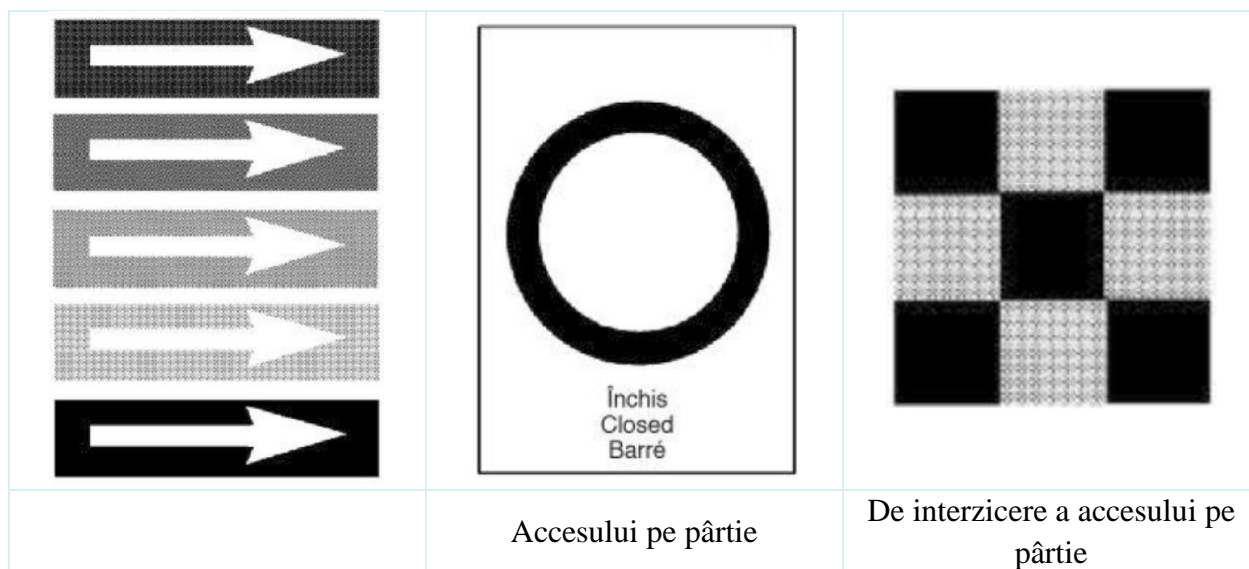 Închis
Closed
Barré
Accesului pe pârtie
De interzicere a accesului pe
pârtie